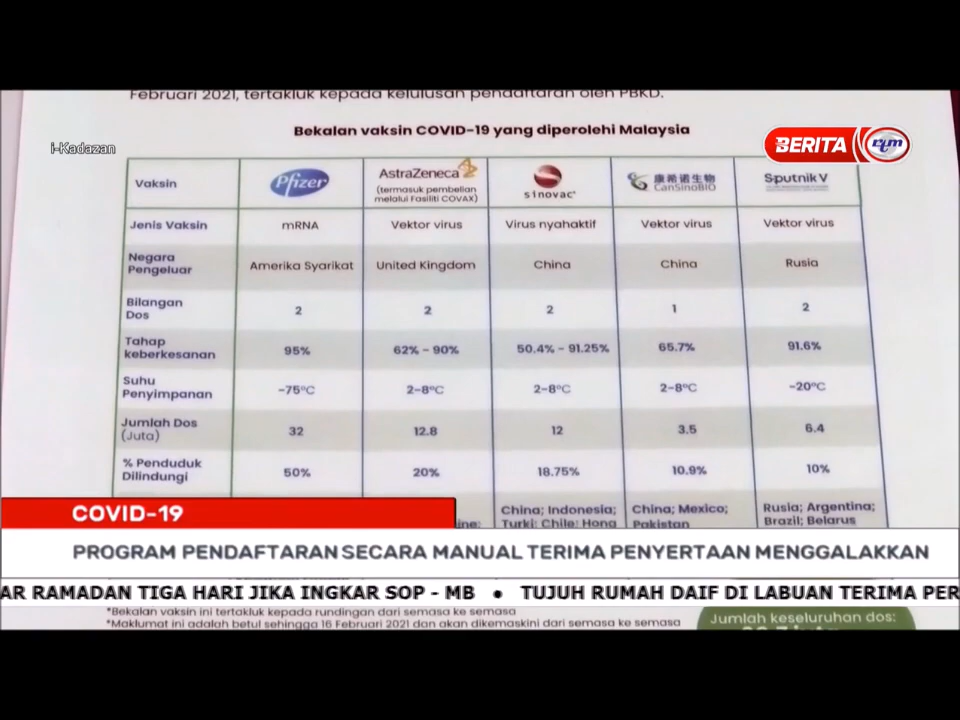 Februari 2021, tertakluk kepada kelulusan pendaftaran oleh PBKD.
Bekalan vaksin COVID-19 yang diperolehi Malaysia
i-Kadazan
BERITA rtm
Vaksin Pfizer AstraZeneca (termasuk pembelian melalui Fasiliti COVAX) sinovac 康希诺生物 CanSinoBIO Sputnik V
Jenis Vaksin mRNA Vektor virus Virus nyahaktif Vektor virus Vektor virus
Negara Pengeluar Amerika Syarikat United Kingdom China China Rusia
Bilangan Dos 2 2 2 1 2
Tahap keberkesanan 95% 62% - 90% 50.4% - 91.25% 65.7% 91.6%
Suhu Penyimpanan -75°C 2-8°C 2-8°C 2-8°C -20°C
Jumlah Dos (Juta) 32 12.8 12 3.5 6.4
% Penduduk Dilindungi 50% 20% 18.75% 10.9% 10%
China; Indonesia; Turki; Chile; Hong China; Mexico; Pakistan Rusia; Argentina; Brazil; Belarus
COVID-19
PROGRAM PENDAFTARAN SECARA MANUAL TERIMA PENYERTAAN MENGGALAKKAN
AR RAMADAN TIGA HARI JIKA INGKAR SOP - MB • TUJUH RUMAH DAIF DI LABUAN TERIMA PER
*Bekalan vaksin ini tertakluk kepada rundingan dari semasa ke semasa
*Maklumat ini adalah betul sehingga 16 Februari 2021 dan akan dikemaskini dari semasa ke semasa
Jumlah keseluruhan dos: